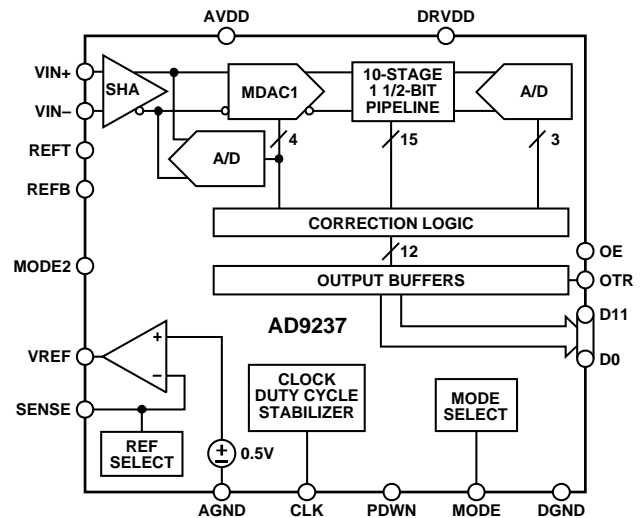 AVDD
DRVDD
VIN+
VIN–
REFT
REFB
MODE2
VREF
SENSE
SHA
MDAC1
10-STAGE
1 1/2-BIT
PIPELINE
A/D
A/D
4
15
3
CORRECTION LOGIC
12
OUTPUT BUFFERS
OE
OTR
D11
D0
AD9237
+
–
CLOCK
DUTY CYCLE
STABILIZER
MODE
SELECT
REF
SELECT
± 0.5V
AGND
CLK
PDWN
MODE
DGND